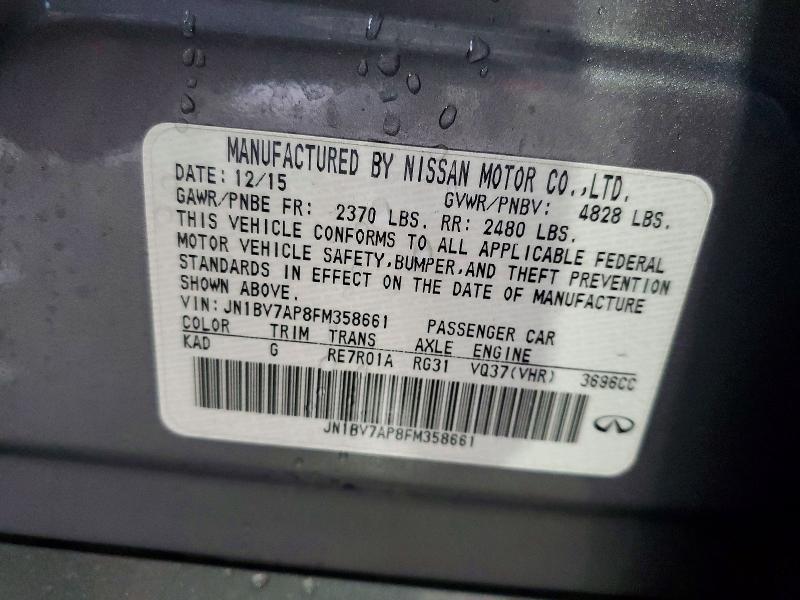 MANUFACTURED BY NISSAN MOTOR CO.,LTD.
DATE: 12/15 GVWR/PNBV: 4828 LBS.
GAWR/PNBE FR: 2370 LBS. RR: 2480 LBS.
THIS VEHICLE CONFORMS TO ALL APPLICABLE FEDERAL
MOTOR VEHICLE SAFETY,BUMPER,AND THEFT PREVENTION
STANDARDS IN EFFECT ON THE DATE OF MANUFACTURE
SHOWN ABOVE.
VIN: JN1BV7AP8FM358661 PASSENGER CAR
COLOR TRIM TRANS AXLE ENGINE
KAD G RE7R01A RG31 VQ37(VHR) 3696CC
JN1BV7AP8FM358661